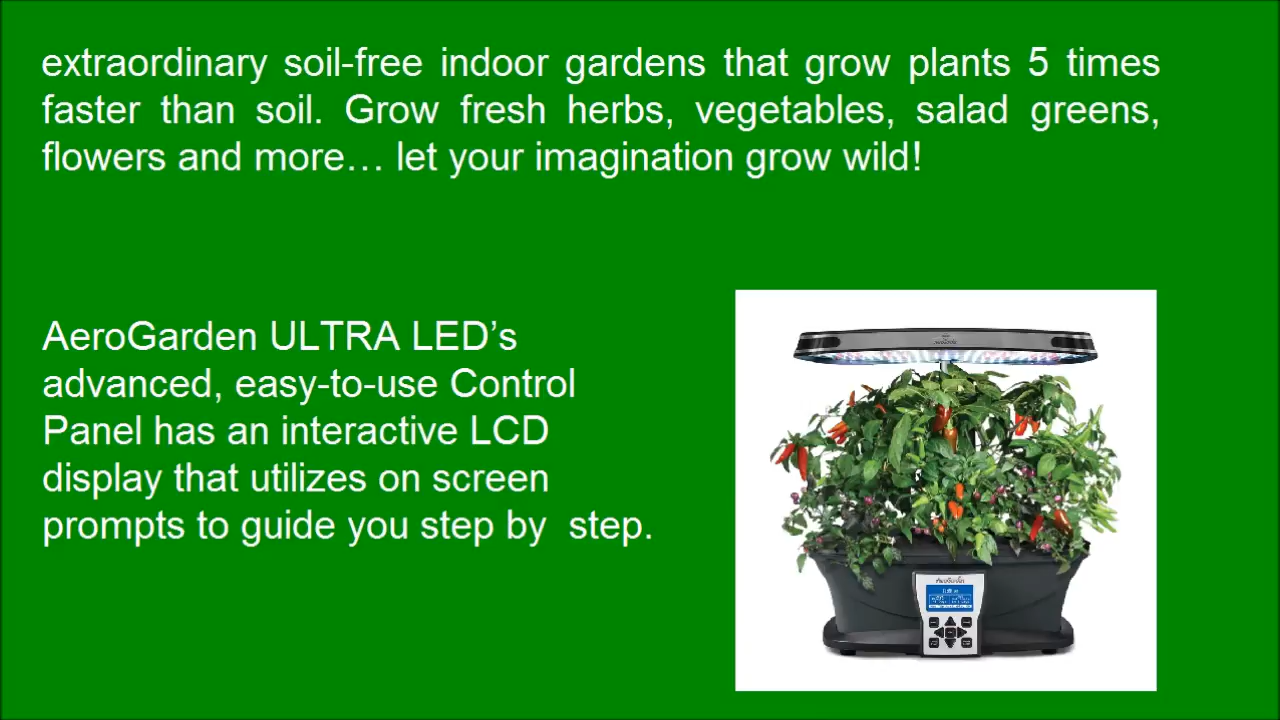 extraordinary soil-free indoor gardens that grow plants 5 times
faster than soil. Grow fresh herbs, vegetables, salad greens,
flowers and more… let your imagination grow wild!
AeroGarden ULTRA LED’s
advanced, easy-to-use Control
Panel has an interactive LCD
display that utilizes on screen
prompts to guide you step by  step.
AeroGarden